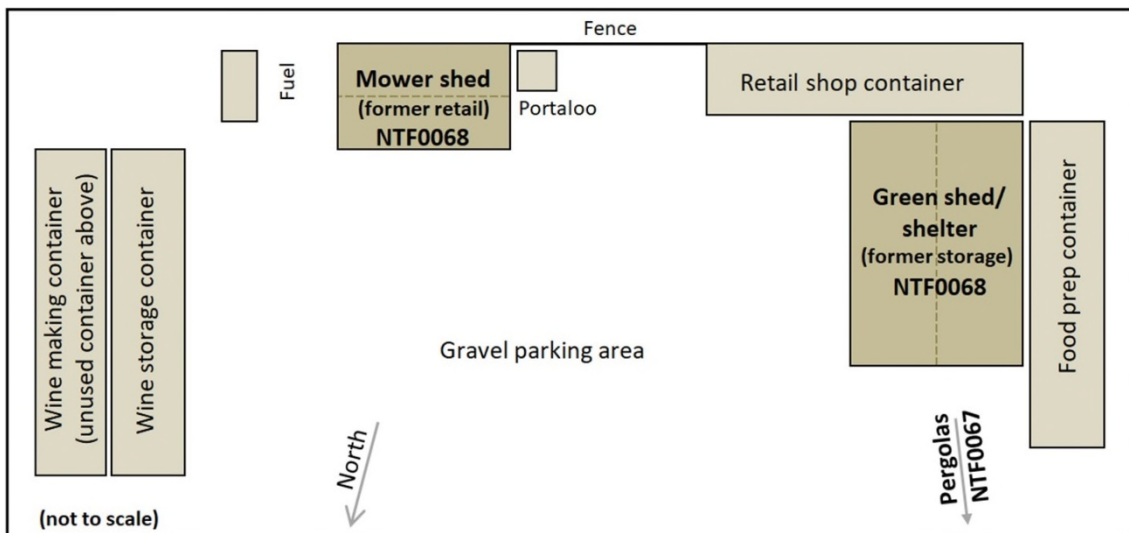 Fence
Fuel
Mower shed
(former retail)
NTF0068
Portaloo
Retail shop container
Wine making container
(unused container above)
Wine storage container
Green shed/
shelter
(former storage)
NTF0068
Food prep container
Gravel parking area
North
Pergolas
NTF0067
(not to scale)